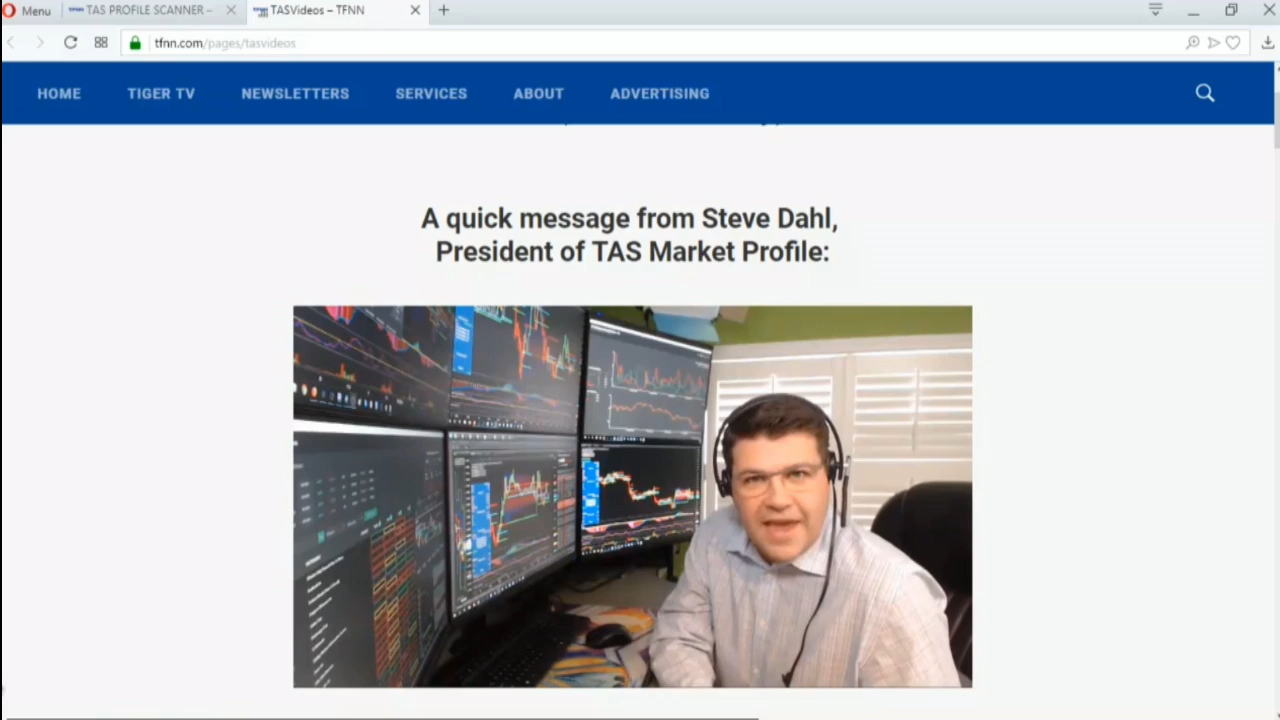 Menu
TAS PROFILE SCANNER –
TASVideos – TFNN
tfnn.com/pages/tasvideos
HOME
TIGER TV
NEWSLETTERS
SERVICES
ABOUT
ADVERTISING
A quick message from Steve Dahl,
President of TAS Market Profile: